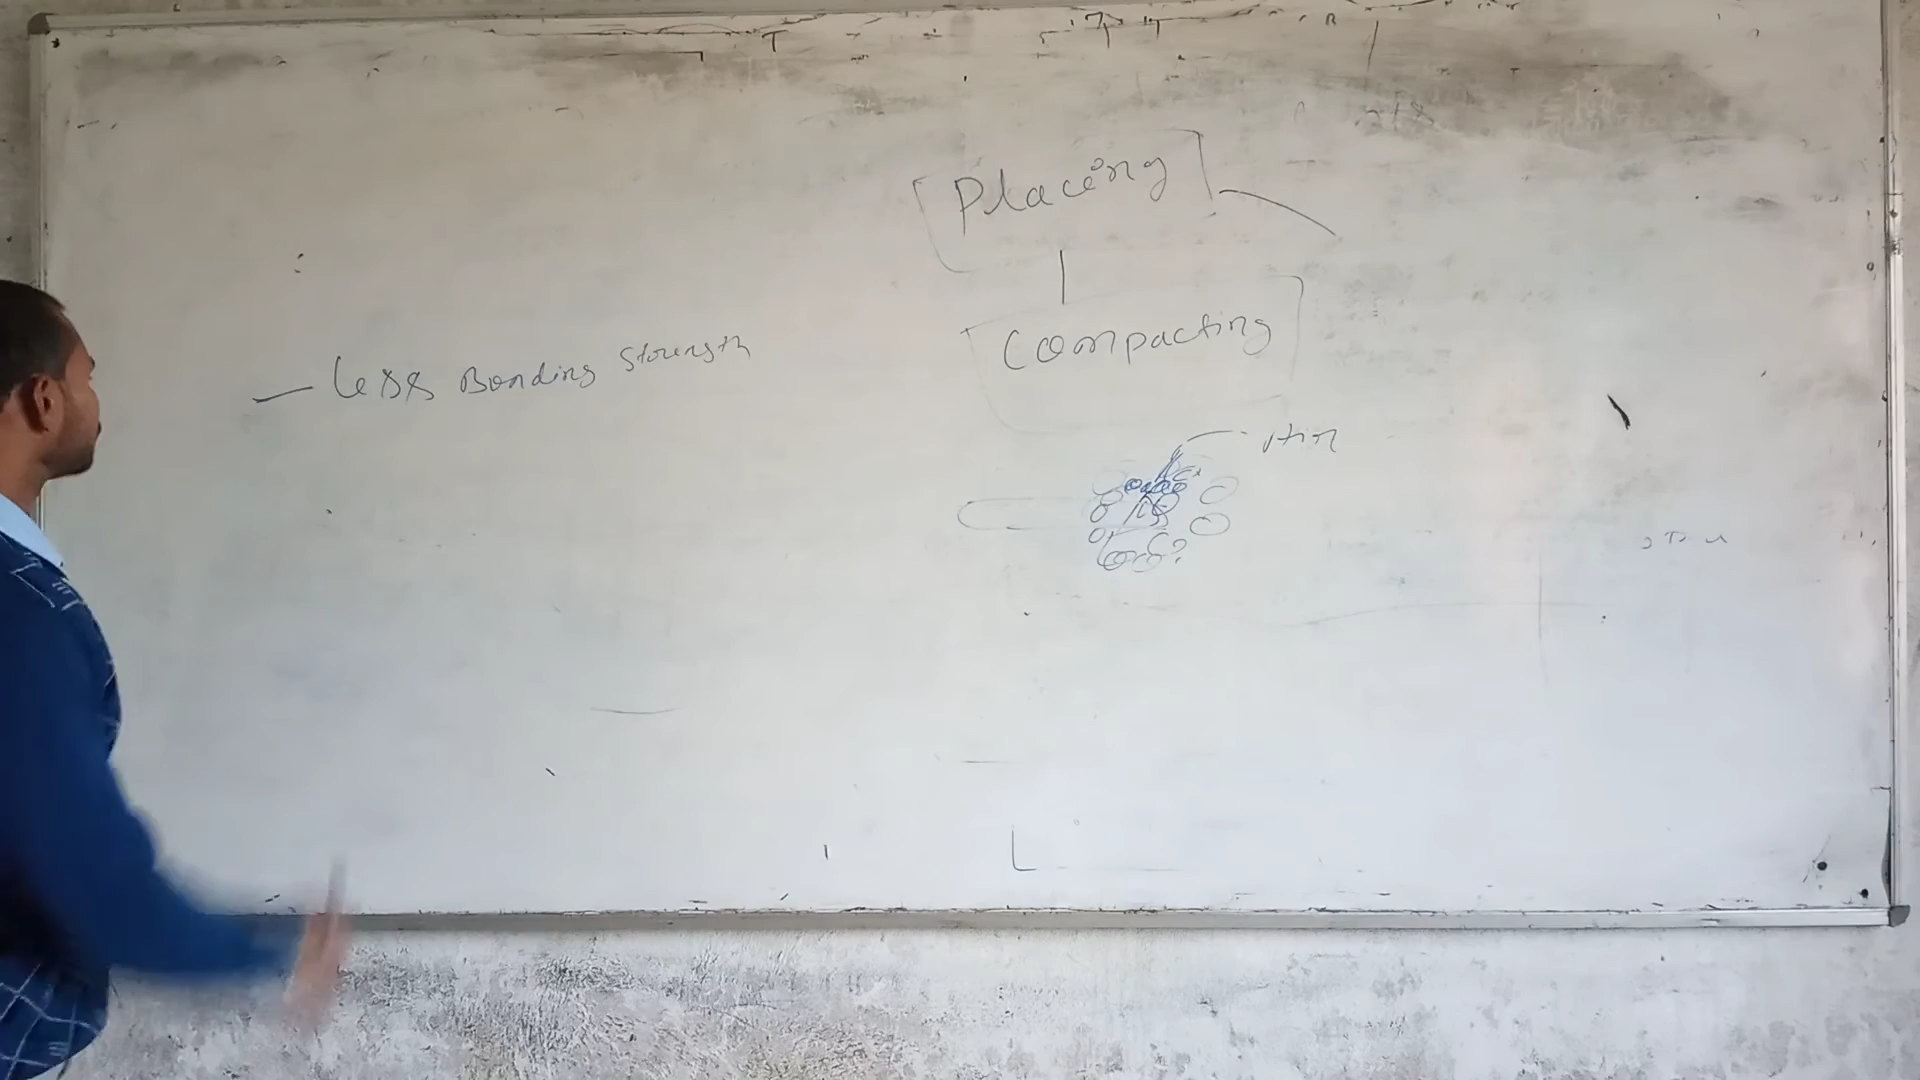 Placing
Compacting
— Less Bonding Strength